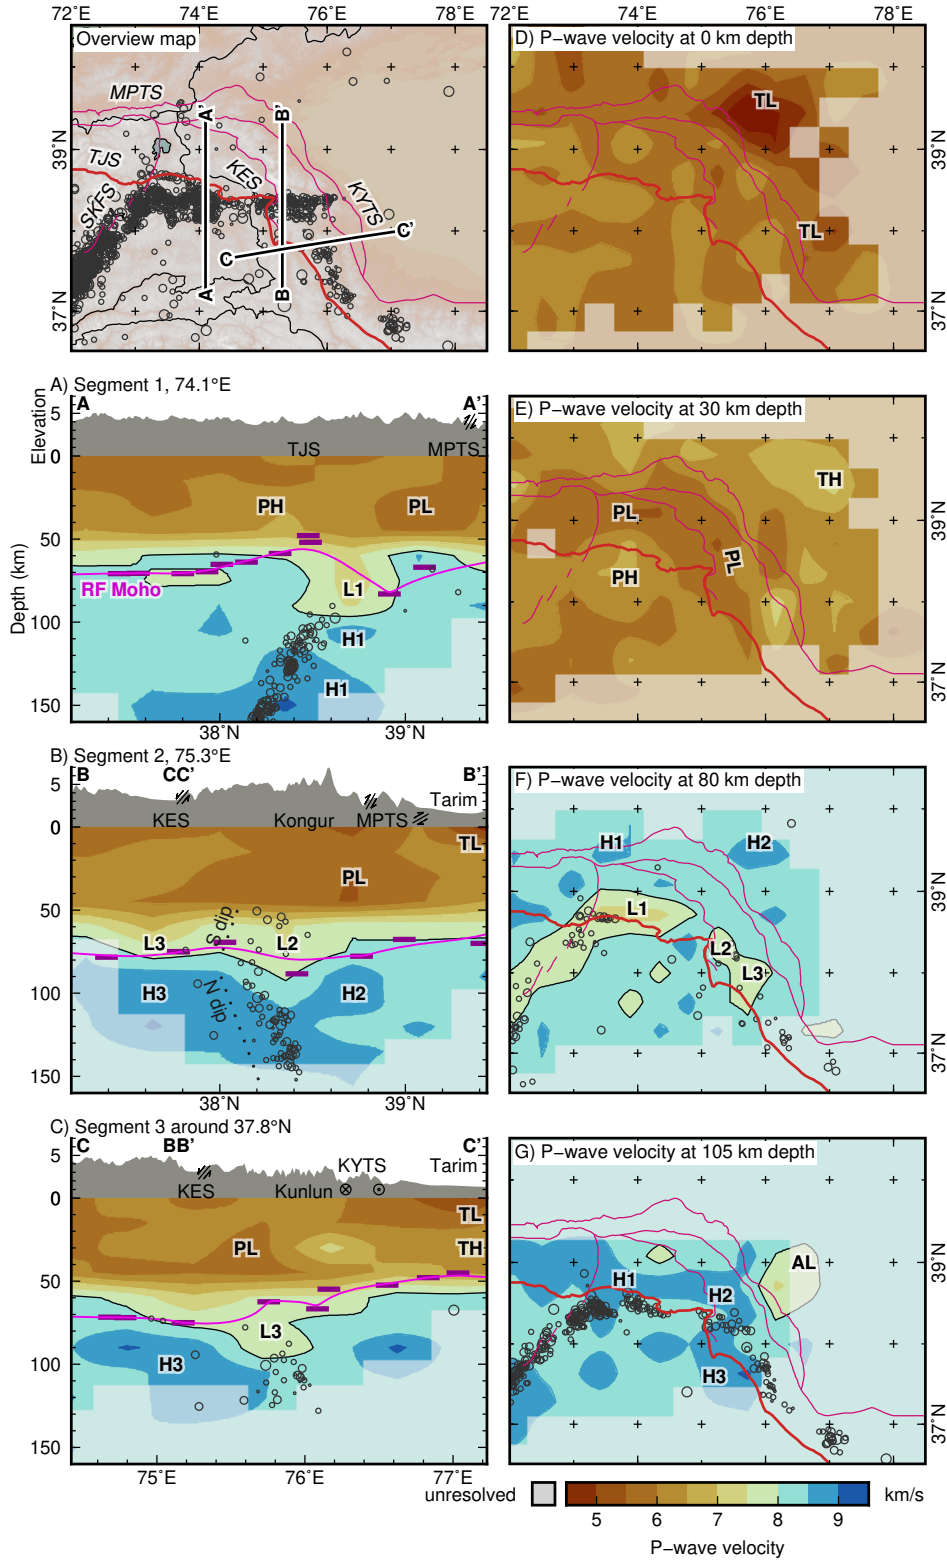 72°E 74°E 76°E 78°E
Overview map
MPTS
A'
B'
TJS
KES
SKFS
KYTS
C
C'
A
B
39°N
37°N
72°E 74°E 76°E 78°E
D) P−wave velocity at 0 km depth
TL
TL
39°N
37°N
A) Segment 1, 74.1°E
A A'
Elevation
5
0
TJS MPTS
PH PL
50
RF Moho
L1
100
H1
H1
150
Depth (km)
38°N 39°N
E) P−wave velocity at 30 km depth
TH
PL
PL
PH
39°N
37°N
B) Segment 2, 75.3°E
B CC' B'
5
Tarim
0
KES Kongur MPTS
TL
PL
50
S dip
L3 L2
H3 H2
100
N dip
150
38°N 39°N
F) P−wave velocity at 80 km depth
H1 H2
L1
L2
L3
39°N
37°N
C) Segment 3 around 37.8°N
C BB' C'
5
KYTS Tarim
KES Kunlun
0
TL
PL TH
50
L3
H3
100
150
75°E 76°E 77°E
G) P−wave velocity at 105 km depth
AL
H1
H2
H3
39°N
37°N
unresolved km/s
5 6 7 8 9
P−wave velocity